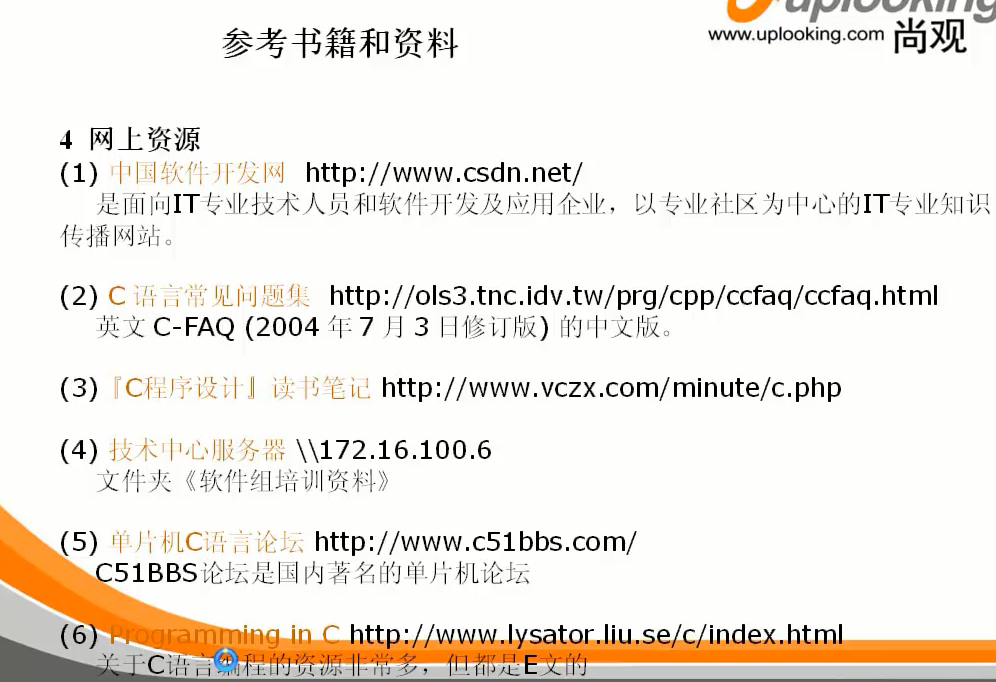 uplooking
www.uplooking.com 尚观
参考书籍和资料
4 网上资源
(1) 中国软件开发网 http://www.csdn.net/
是面向IT专业技术人员和软件开发及应用企业，以专业社区为中心的IT专业知识
传播网站。
(2) C 语言常见问题集 http://ols3.tnc.idv.tw/prg/cpp/ccfaq/ccfaq.html
英文 C-FAQ (2004 年 7 月 3 日修订版) 的中文版。
(3)『C程序设计』读书笔记 http://www.vczx.com/minute/c.php
(4) 技术中心服务器 \\172.16.100.6
文件夹《软件组培训资料》
(5) 单片机C语言论坛 http://www.c51bbs.com/
C51BBS论坛是国内著名的单片机论坛
(6) Programming in C http://www.lysator.liu.se/c/index.html
关于C语言编程的资源非常多，但都是E文的